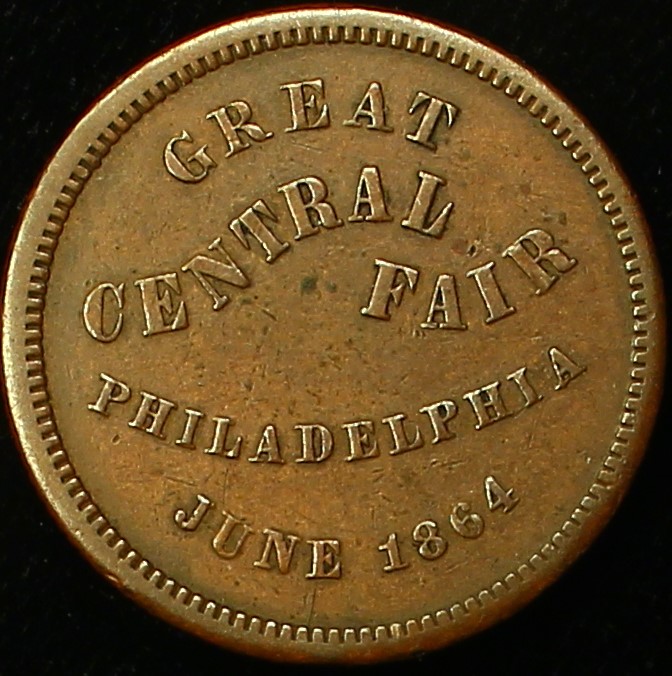 GREAT
CENTRAL
FAIR
PHILADELPHIA
JUNE 1864